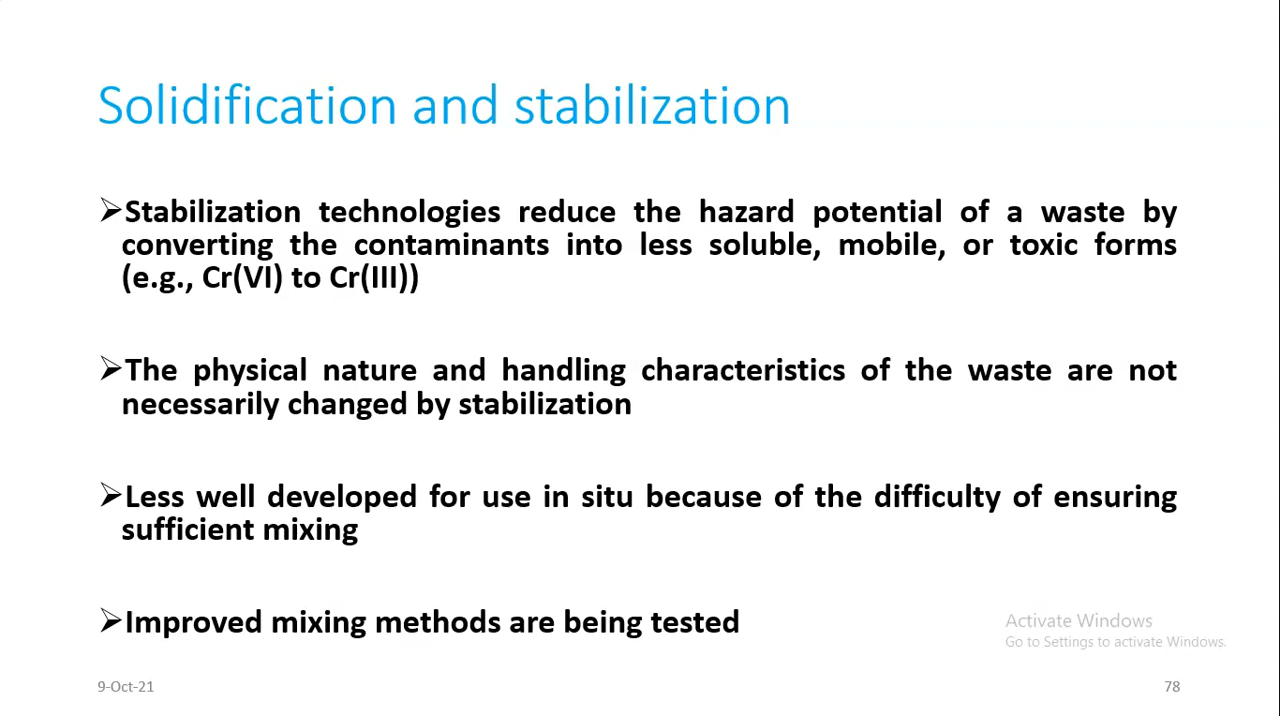 Solidification and stabilization
➢Stabilization technologies reduce the hazard potential of a waste by
converting the contaminants into less soluble, mobile, or toxic forms
(e.g., Cr(VI) to Cr(III))
➢The physical nature and handling characteristics of the waste are not
necessarily changed by stabilization
➢Less well developed for use in situ because of the difficulty of ensuring
sufficient mixing
➢Improved mixing methods are being tested
Activate Windows
Go to Settings to activate Windows.
9-Oct-21
78